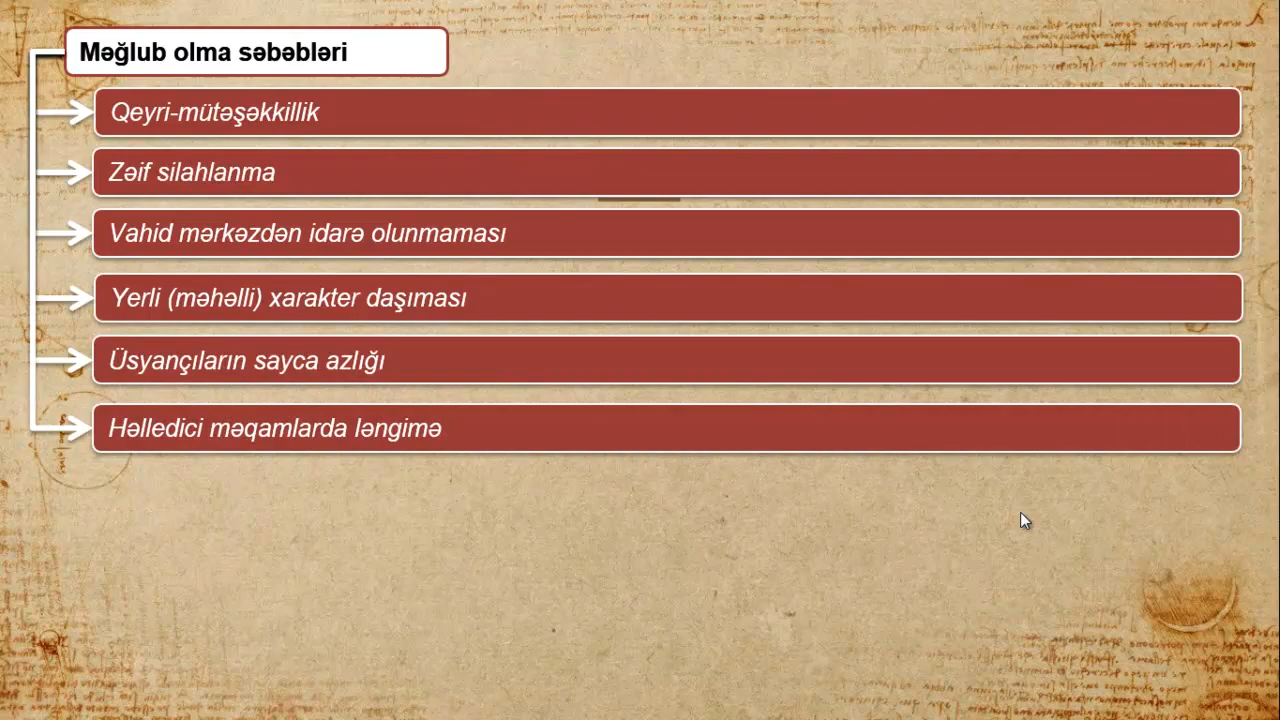 Məğlub olma səbəbləri
Qeyri-mütəşəkkillik
Zəif silahlanma
Vahid mərkəzdən idarə olunmaması
Yerli (məhəlli) xarakter daşıması
Üsyançıların sayca azlığı
Həlledici məqamlarda ləngimə